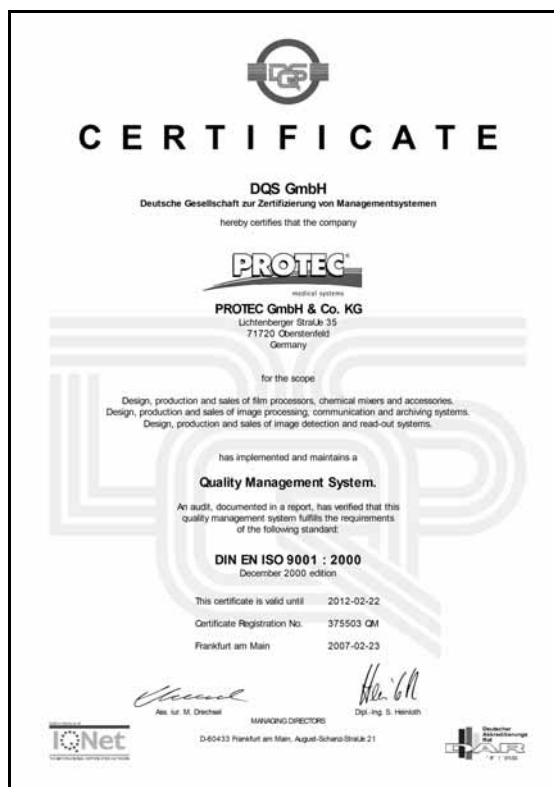 DQS
CERTIFICATE
DQS GmbH
Deutsche Gesellschaft zur Zertifizierung von Managementsystemen
hereby certifies that the company
PROTEC®
medical systems
PROTEC GmbH & Co. KG
Lichtenberger StraUe 35
71720 Oberstenfeld
Germany
for the scope
Design, production and sales of film processors, chemical mixers and accessories.
Design, production and sales of image processing, communication and archiving systems.
Design, production and sales of image detection and read-out systems.
has implemented and maintains a
Quality Management System.
An audit, documented in a report, has verified that this
quality management system fulfills the requirements
of the following standard:
DIN EN ISO 9001 : 2000
December 2000 edition
This certificate is valid until 2012-02-22
Certificate Registration No. 375503 QM
Frankfurt am Main 2007-02-23
Ass. iur. M. Drechsel Dipl.-Ing. S. Heinloth
MANAGING DIRECTORS
D-60433 Frankfurt am Main, August-Schanz-StraUe 21
IQNet
Deutscher
Akkreditierungs
Rat
DAR